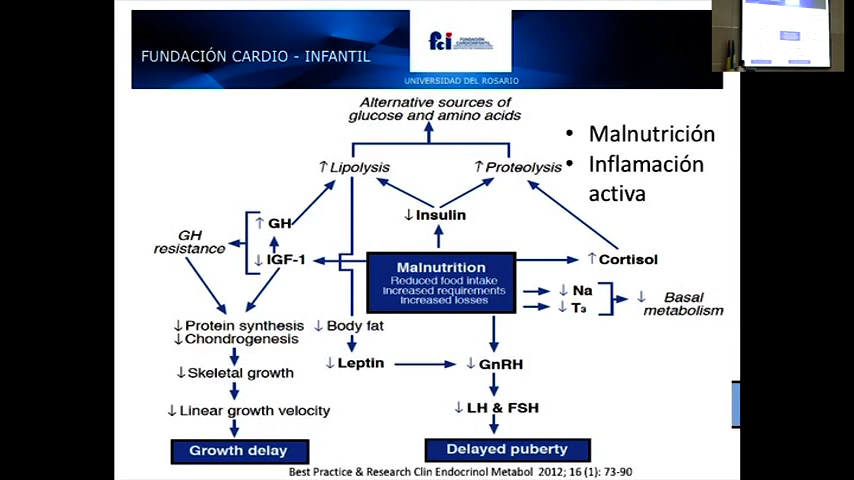 FUNDACIÓN CARDIO - INFANTIL
fci
FUNDACIÓN
UNIVERSIDAD DEL ROSARIO
Alternative sources of
glucose and amino acids
• Malnutrición
• Inflamación
activa
↑ Lipolysis
↑ Proteolysis
↓ Insulin
↑ GH
GH
resistance
↓ IGF-1
↑ Cortisol
Malnutrition
Reduced food intake
Increased requirements
Increased losses
↓ Na
↓ T3
↓ Basal
metabolism
↓ Protein synthesis
↓ Chondrogenesis
↓ Body fat
↓ Skeletal growth
↓ Leptin
↓ GnRH
↓ Linear growth velocity
↓ LH & FSH
Growth delay
Delayed puberty
Best Practice & Research Clin Endocrinol Metabol 2012; 16 (1): 73-90